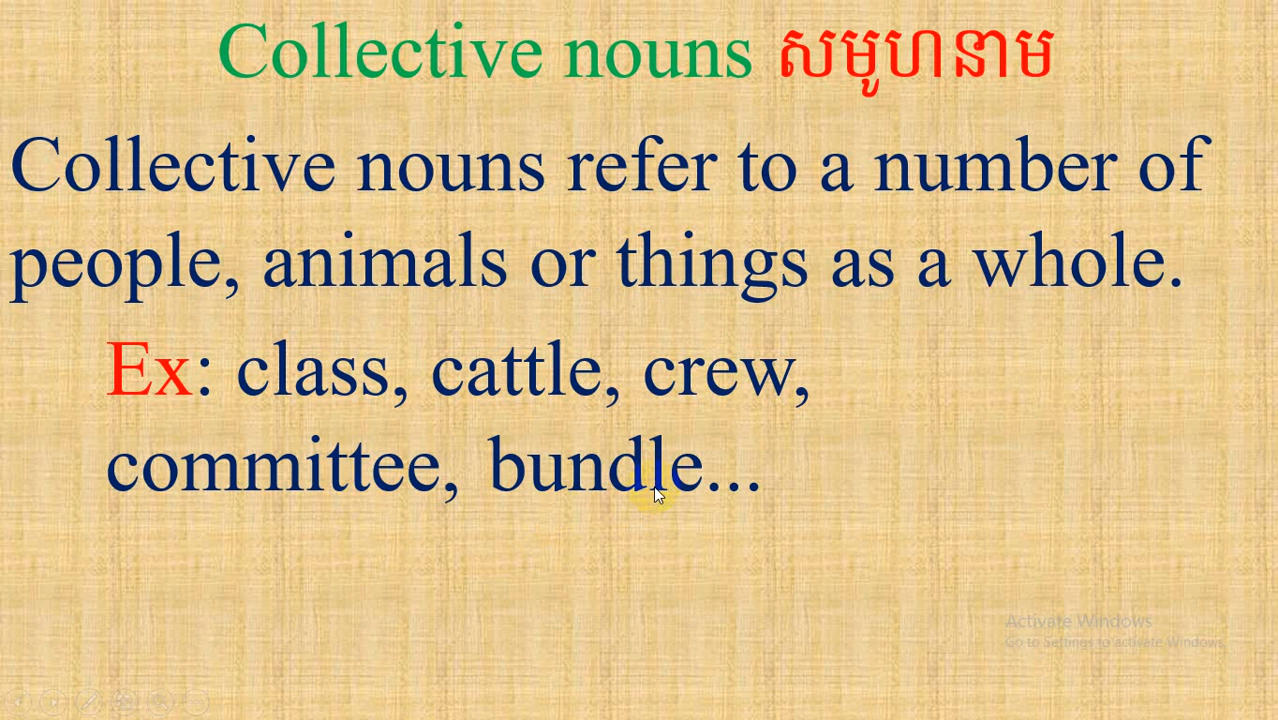 Collective nouns សមូហនាម
Collective nouns refer to a number of
people, animals or things as a whole.
Ex: class, cattle, crew,
committee, bundle...
Activate Windows
Go to Settings to activate Windows.